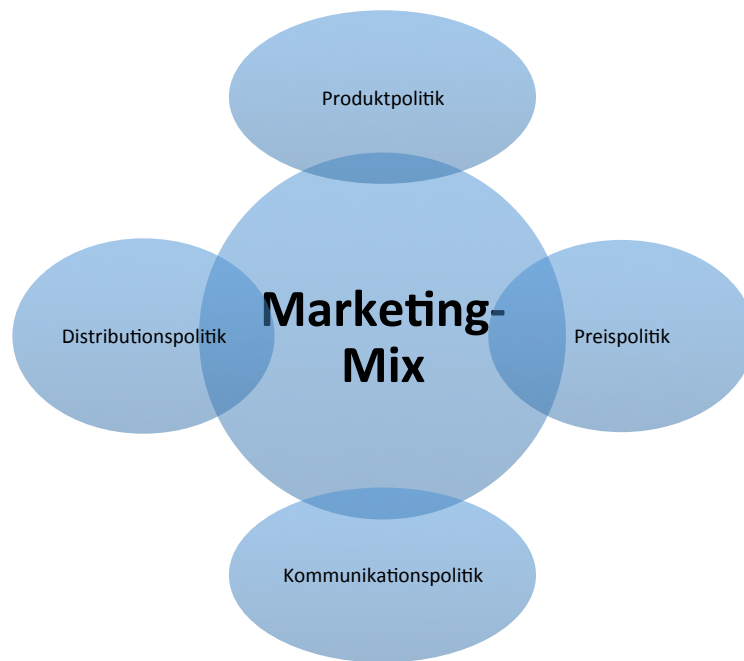 Produktpolitik
Marketing-
Mix
Distributionspolitik
Preispolitik
Kommunikationspolitik